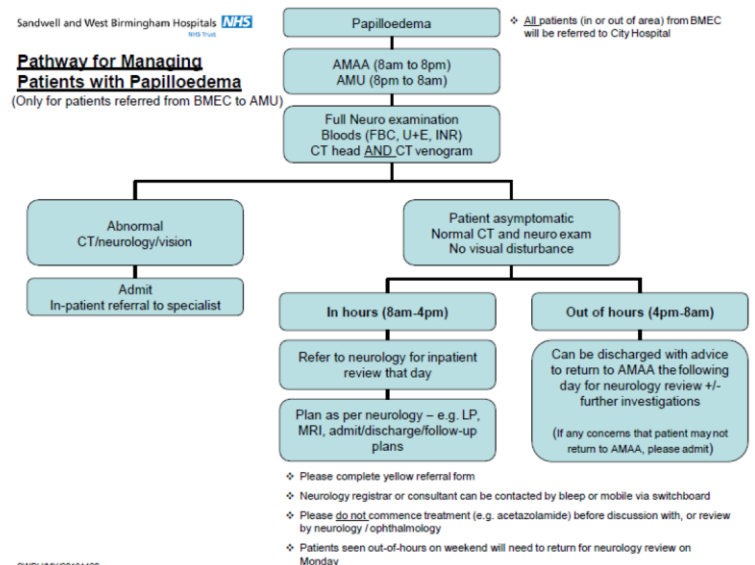 Sandwell and West Birmingham Hospitals NHS
NHS Trust
Pathway for Managing
Patients with Papilloedema
(Only for patients referred from BMEC to AMU)
Papilloedema
❖ All patients (in or out of area) from BMEC
will be referred to City Hospital
AMAA (8am to 8pm)
AMU (8pm to 8am)
Full Neuro examination
Bloods (FBC, U+E, INR)
CT head AND CT venogram
Abnormal
CT/neurology/vision
Admit
In-patient referral to specialist
Patient asymptomatic
Normal CT and neuro exam
No visual disturbance
In hours (8am-4pm)
Refer to neurology for inpatient
review that day
Plan as per neurology – e.g. LP,
MRI, admit/discharge/follow-up
plans
Out of hours (4pm-8am)
Can be discharged with advice
to return to AMAA the following
day for neurology review +/-
further investigations
(If any concerns that patient may not
return to AMAA, please admit)
❖ Please complete yellow referral form
❖ Neurology registrar or consultant can be contacted by bleep or mobile via switchboard
❖ Please do not commence treatment (e.g. acetazolamide) before discussion with, or review
by neurology / ophthalmology
❖ Patients seen out-of-hours on weekend will need to return for neurology review on
Monday